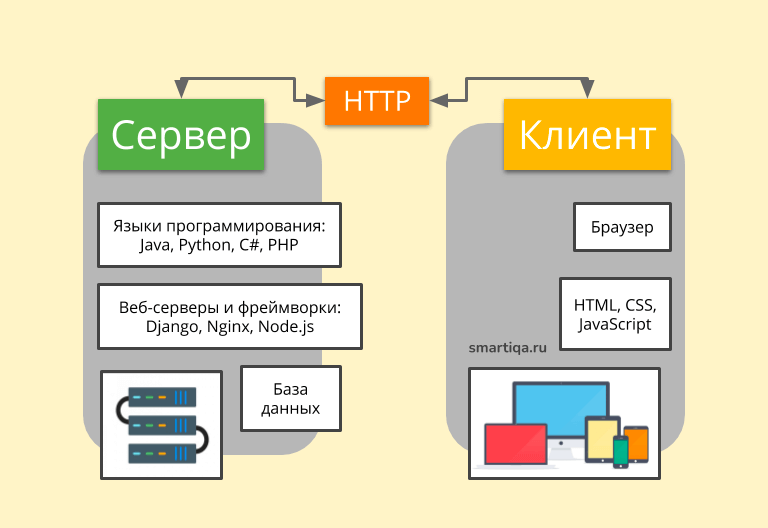 HTTP
Сервер
Клиент
Языки программирования:
Java, Python, C#, PHP
Браузер
Веб-серверы и фреймворки:
Django, Nginx, Node.js
HTML, CSS,
JavaScript
smartiqa.ru
База
данных